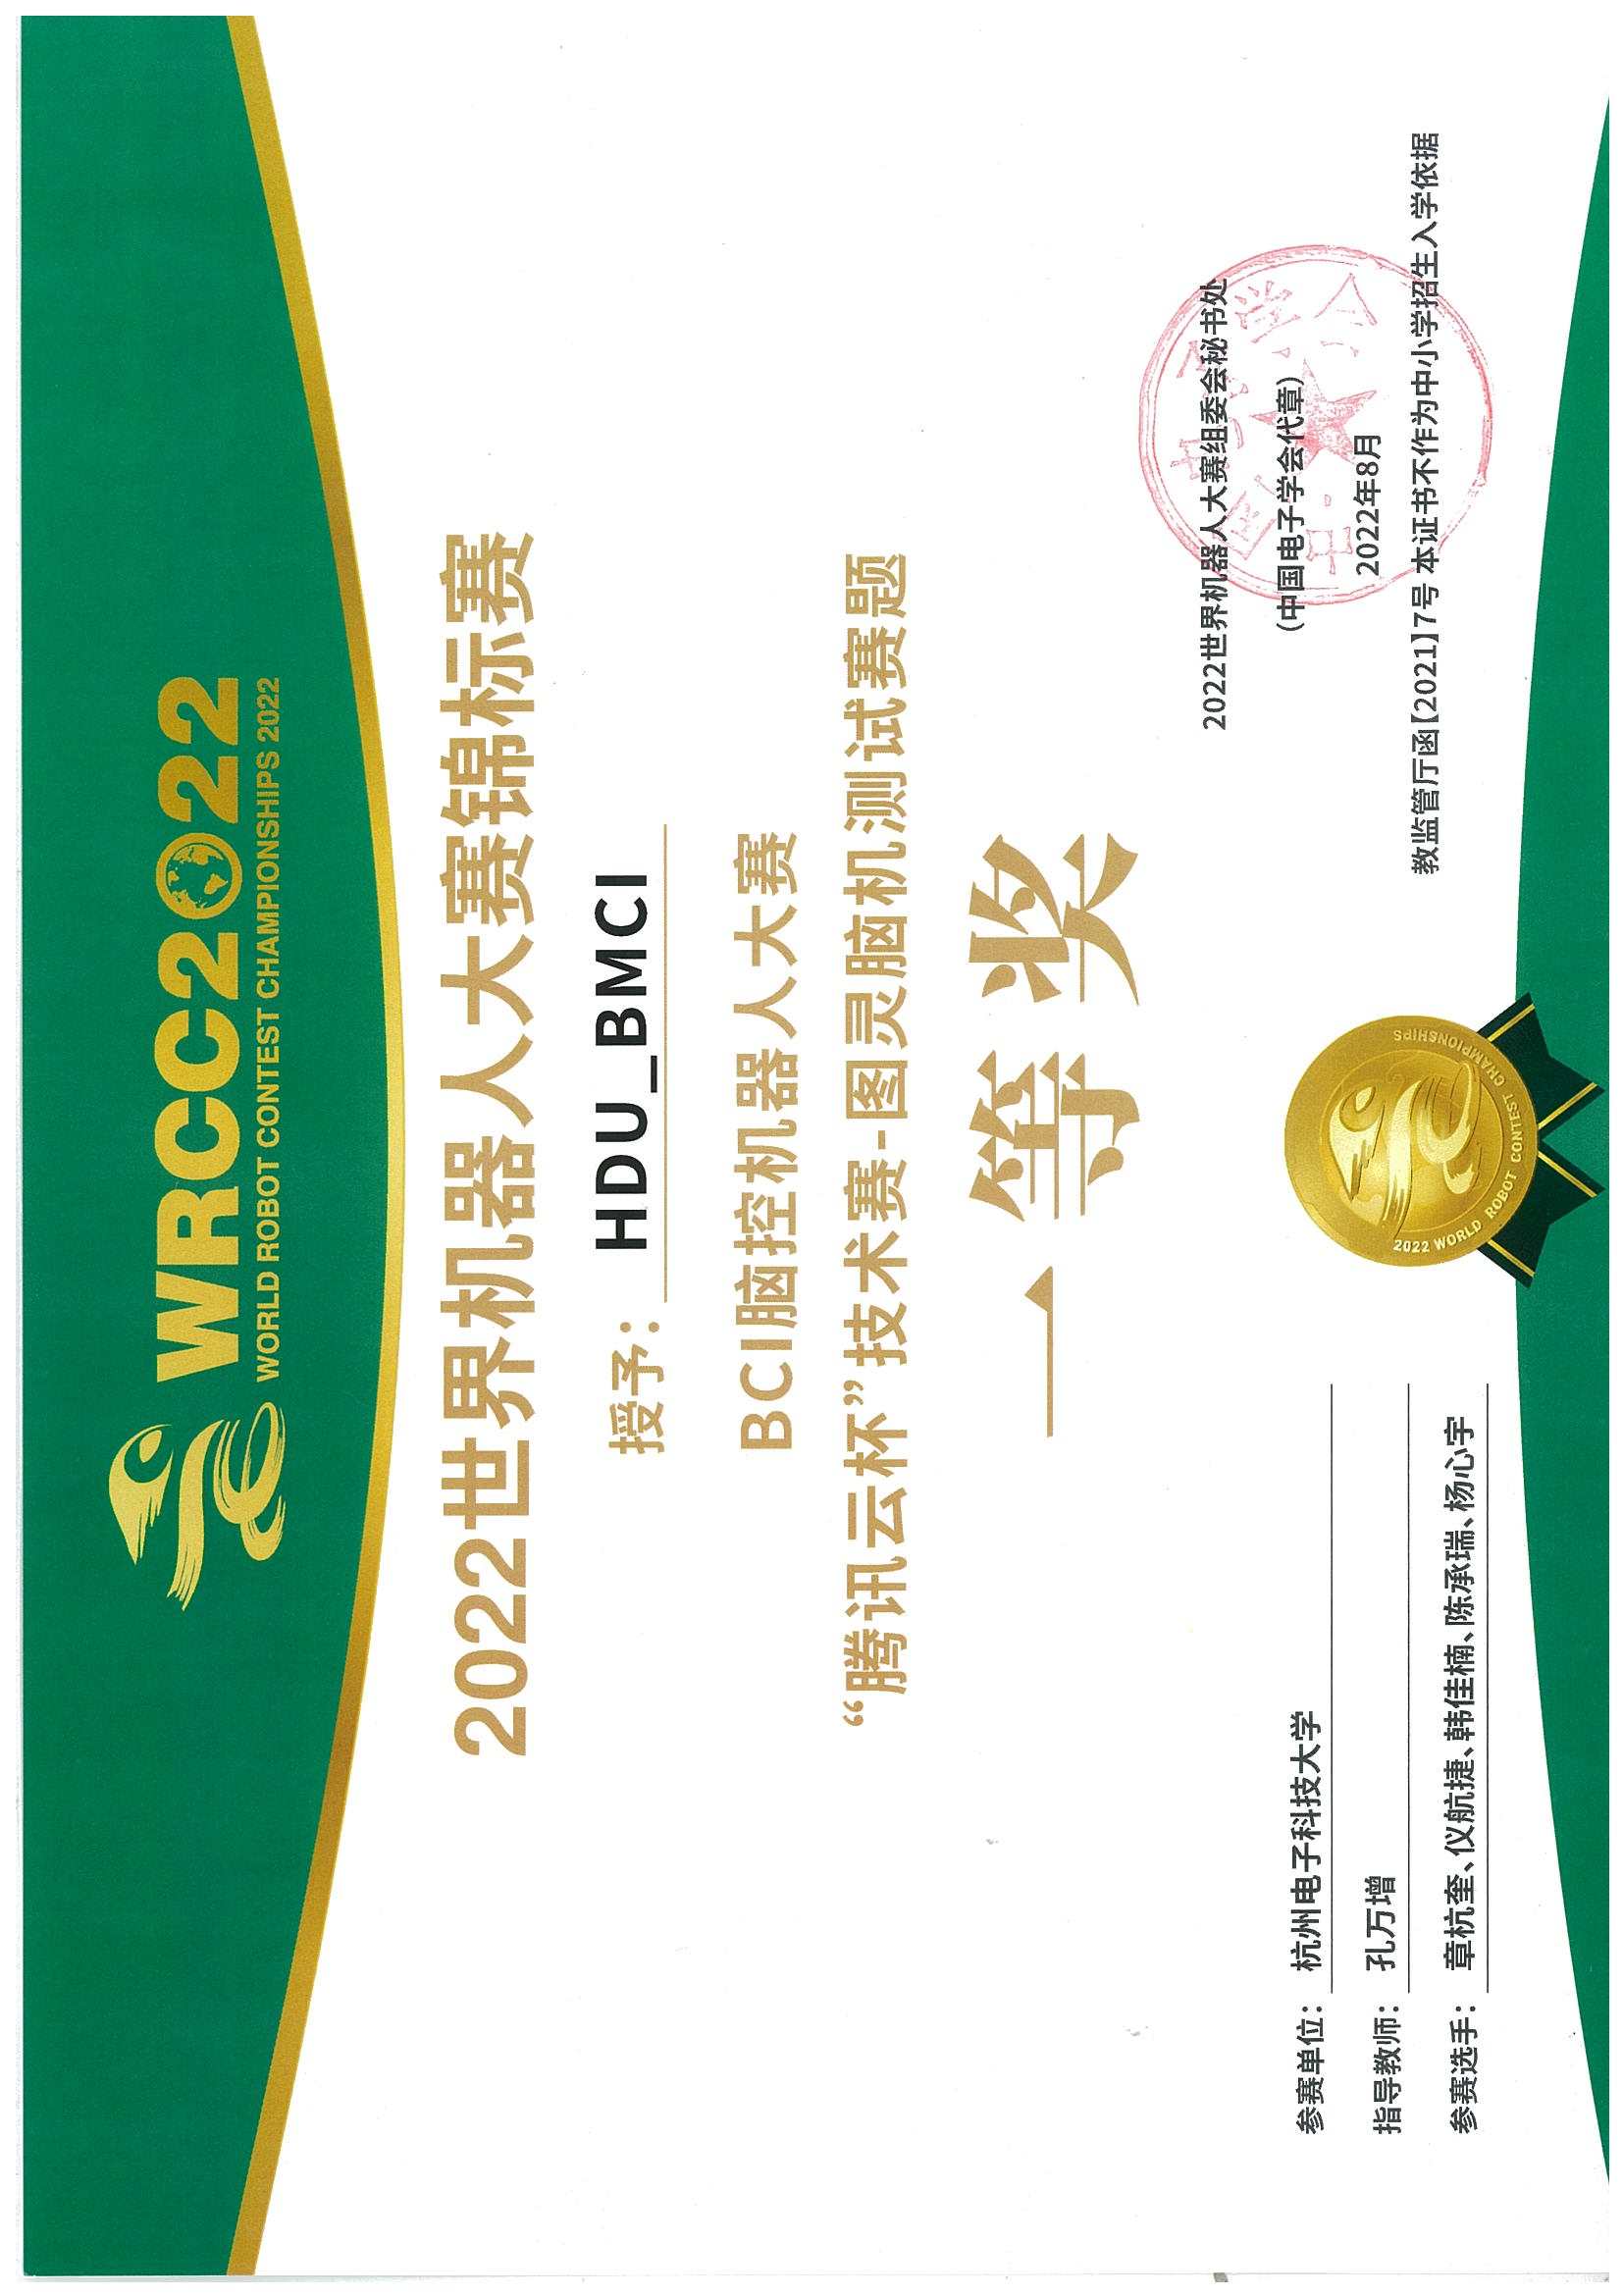 WRCC2022
WORLD ROBOT CONTEST CHAMPIONSHIPS 2022
2022世界机器人大赛锦标赛
授予： HDU_BMCI
BCI脑控机器人大赛
“腾讯云杯”技术赛-图灵脑机测试赛题
一等奖
2022世界机器人大赛组委会秘书处
（中国电子学会代章）
2022年8月
教监管厅函【2021】7号 本证书不作为中小学招生入学依据
参赛单位： 杭州电子科技大学
指导教师： 孔万增
参赛选手： 章杭奎、仪航捷、韩佳楠、陈承瑞、杨心宇
2022 WORLD ROBOT CONTEST CHAMPIONSHIPS
中国电子学会